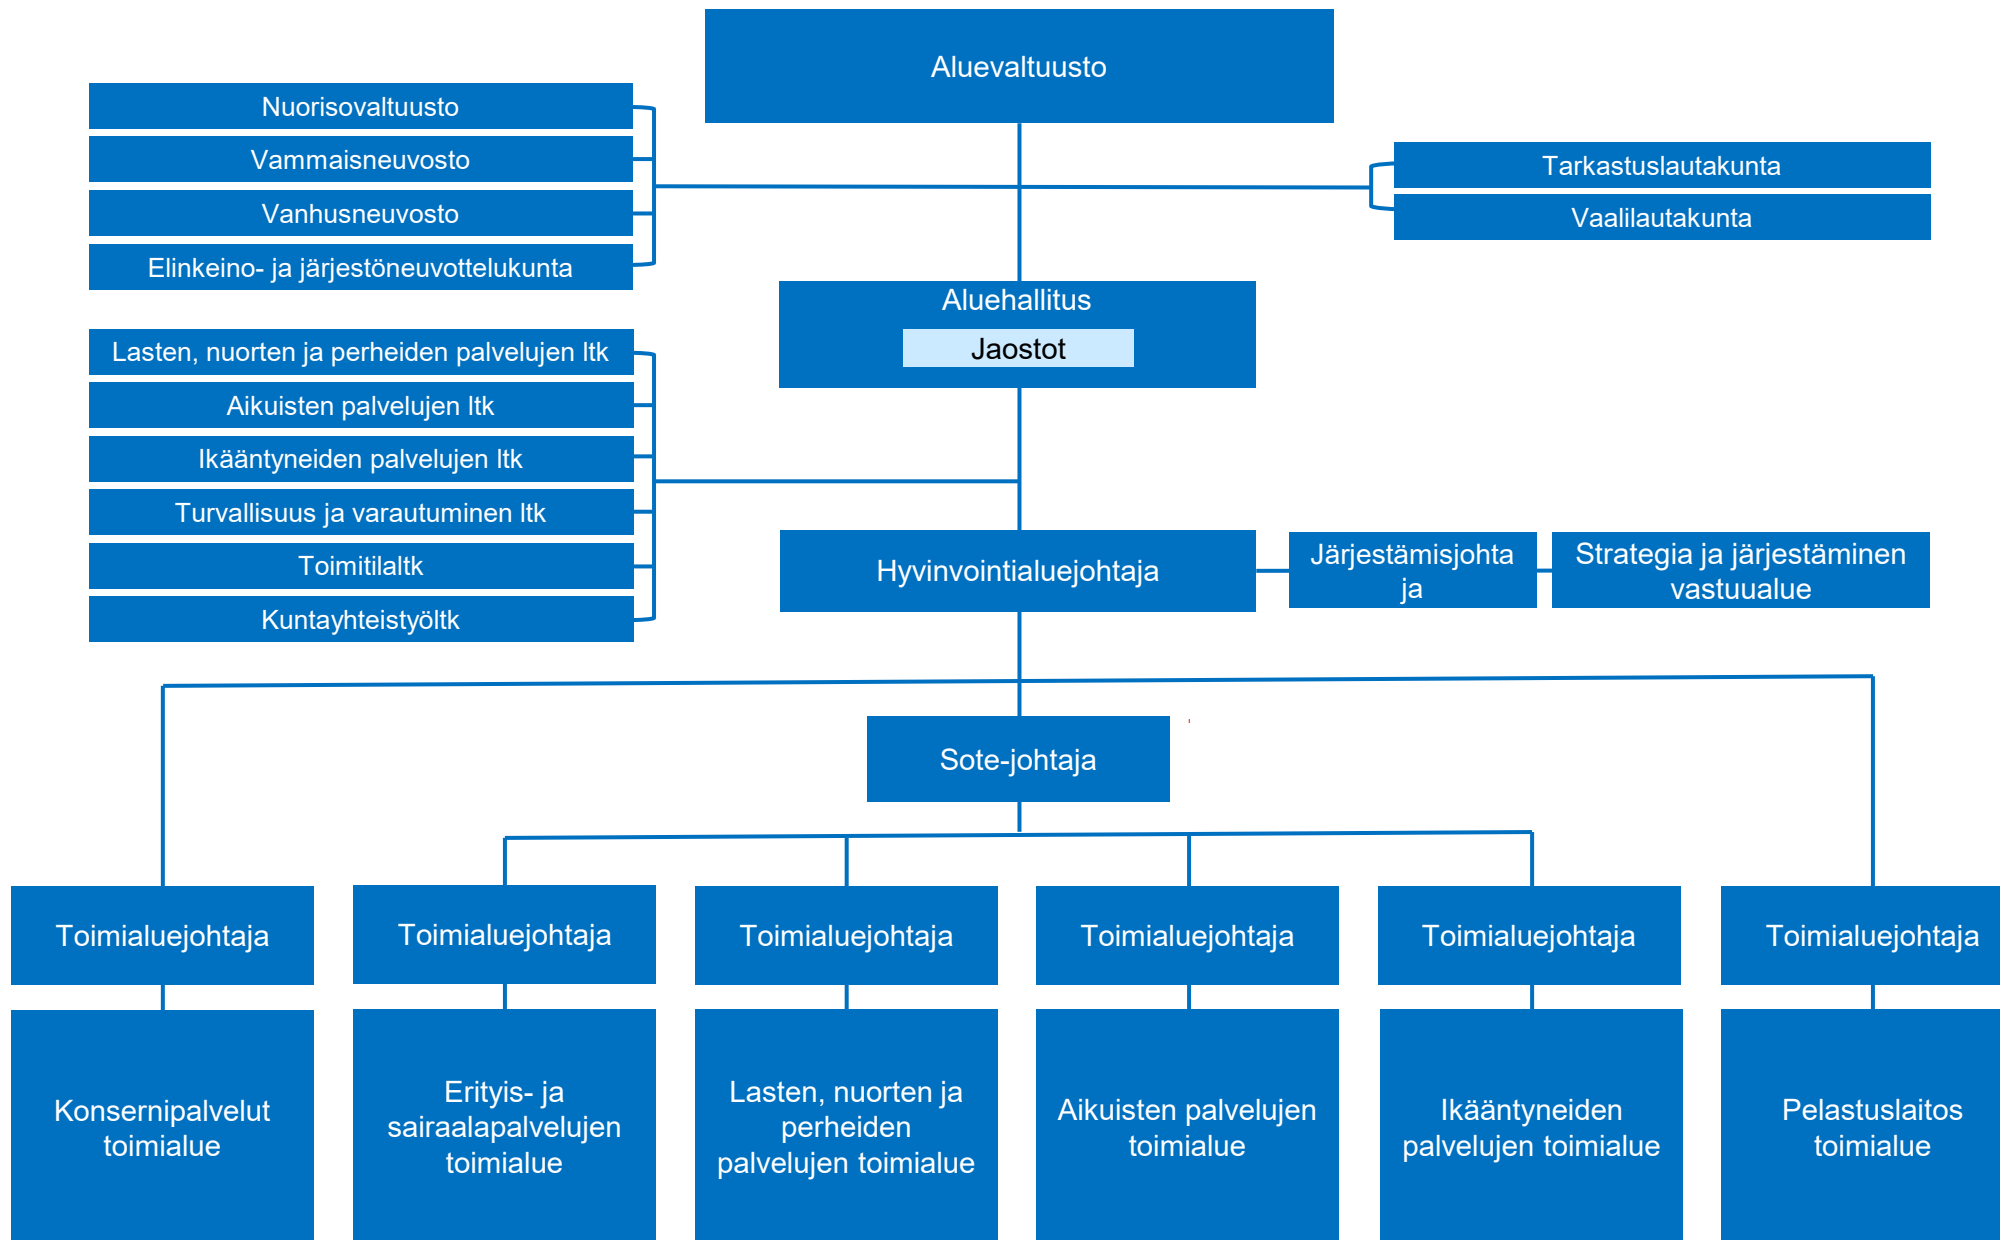 Aluevaltuusto
Nuorisovaltuusto
Vammaisneuvosto
Vanhusneuvosto
Elinkeino- ja järjestöneuvottelukunta
Tarkastuslautakunta
Vaalilautakunta
Aluehallitus
Jaostot
Lasten, nuorten ja perheiden palvelujen ltk
Aikuisten palvelujen ltk
Ikääntyneiden palvelujen ltk
Turvallisuus ja varautuminen ltk
Toimitilaltk
Kuntayhteistyöltk
Hyvinvointialuejohtaja
Järjestämisjohta
ja
Strategia ja järjestäminen
vastuualue
Sote-johtaja
Toimialuejohtaja
Toimialuejohtaja
Toimialuejohtaja
Toimialuejohtaja
Toimialuejohtaja
Toimialuejohtaja
Konsernipalvelut
toimialue
Erityis- ja
sairaalapalvelujen
toimialue
Lasten, nuorten ja
perheiden
palvelujen toimialue
Aikuisten palvelujen
toimialue
Ikääntyneiden
palvelujen toimialue
Pelastuslaitos
toimialue